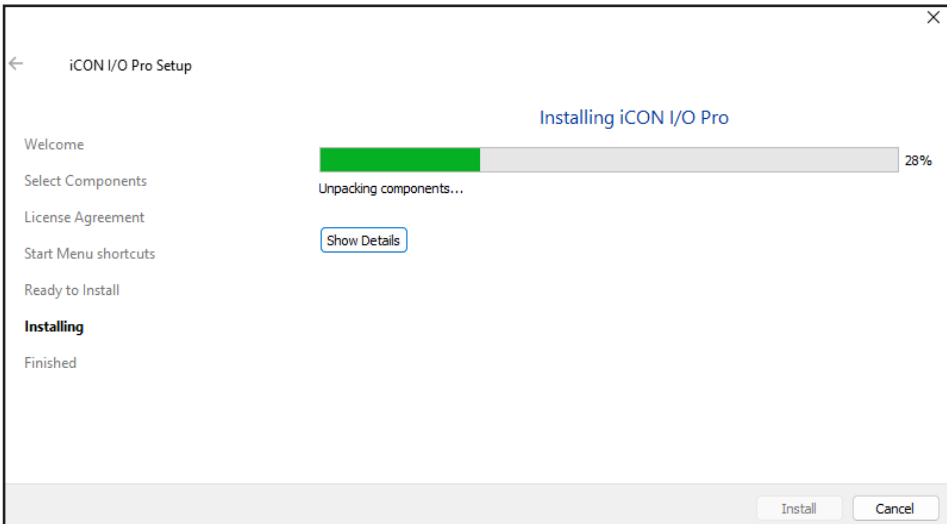 iCON I/O Pro Setup
Welcome
Select Components
License Agreement
Start Menu shortcuts
Ready to Install
Installing
Finished
Installing iCON I/O Pro
28%
Unpacking components...
Show Details
Install
Cancel